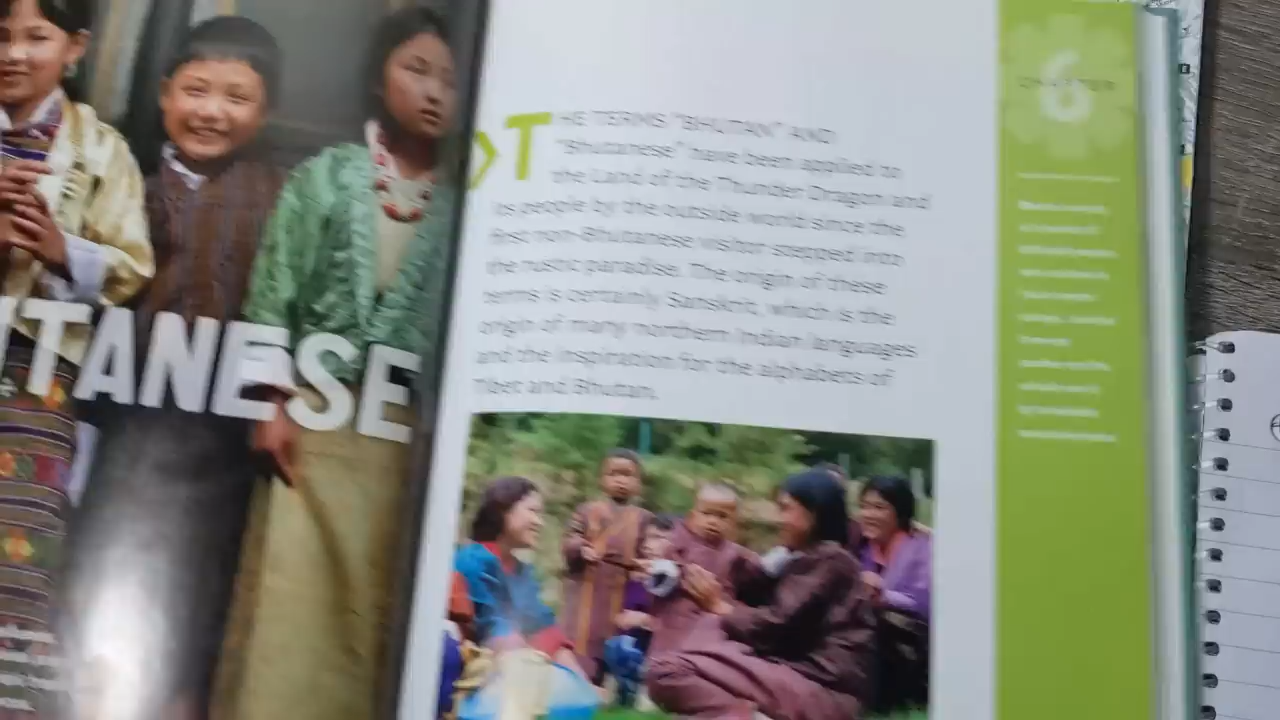 TANESE
THE TERMS "BHUTAN" AND
"Bhutanese" have been applied to
the Land of the Thunder Dragon and
its people by the outside world since the
first non-Bhutanese visitor stepped into
the rustic paradise. The origin of these
terms is certainly Sanskrit, which is the
origin of many northern Indian languages
and the inspiration for the alphabets of
Tibet and Bhutan.
CHAPTER
6